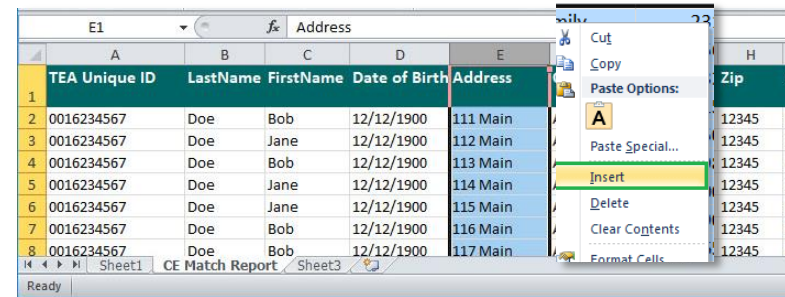 E1 fx Address
A B C D E H
1 TEA Unique ID LastName FirstName Date of Birth Address Zip
2 0016234567 Doe Bob 12/12/1900 111 Main 12345
3 0016234567 Doe Jane 12/12/1900 112 Main 12345
4 0016234567 Doe Bob 12/12/1900 113 Main 12345
5 0016234567 Doe Jane 12/12/1900 114 Main 12345
6 0016234567 Doe Jane 12/12/1900 115 Main 12345
7 0016234567 Doe Bob 12/12/1900 116 Main 12345
8 0016234567 Doe Bob 12/12/1900 117 Main 12345
Sheet1 CE Match Report Sheet3
Ready
Cut
Copy
Paste Options:
A
Paste Special...
Insert
Delete
Clear Contents
Format Cells